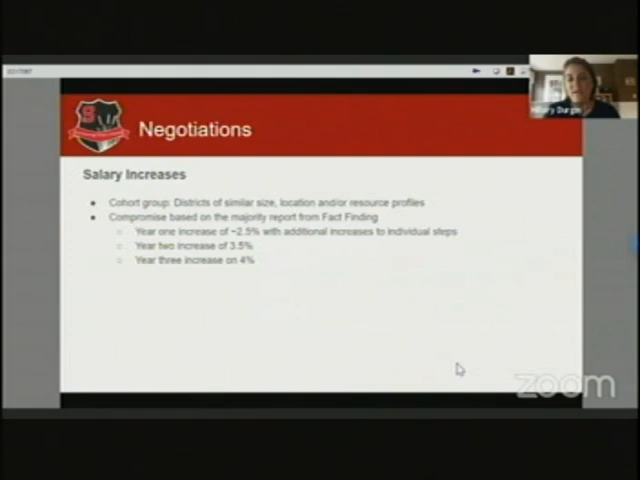 Negotiations
Salary Increases
Cohort group: Districts of similar size, location and/or resource profiles
Compromise based on the majority report from Fact Finding
Year one increase of ~2.5% with additional increases to individual steps
Year two increase of 3.5%
Year three increase on 4%
zoom